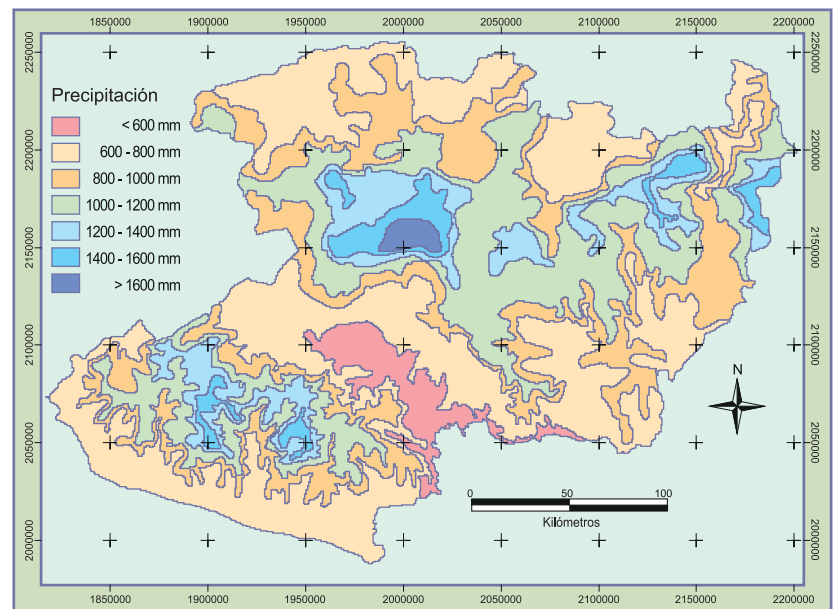 1850000 1900000 1950000 2000000 2050000 2100000 2150000 2200000
2250000 2250000
Precipitación
< 600 mm
600 - 800 mm
800 - 1000 mm
1000 - 1200 mm
1200 - 1400 mm
1400 - 1600 mm
> 1600 mm
2200000 2200000
2150000 2150000
2100000 2100000
N
2050000 2050000
0 50 100
Kilómetros
2000000 2000000
1850000 1900000 1950000 2000000 2050000 2100000 2150000 2200000